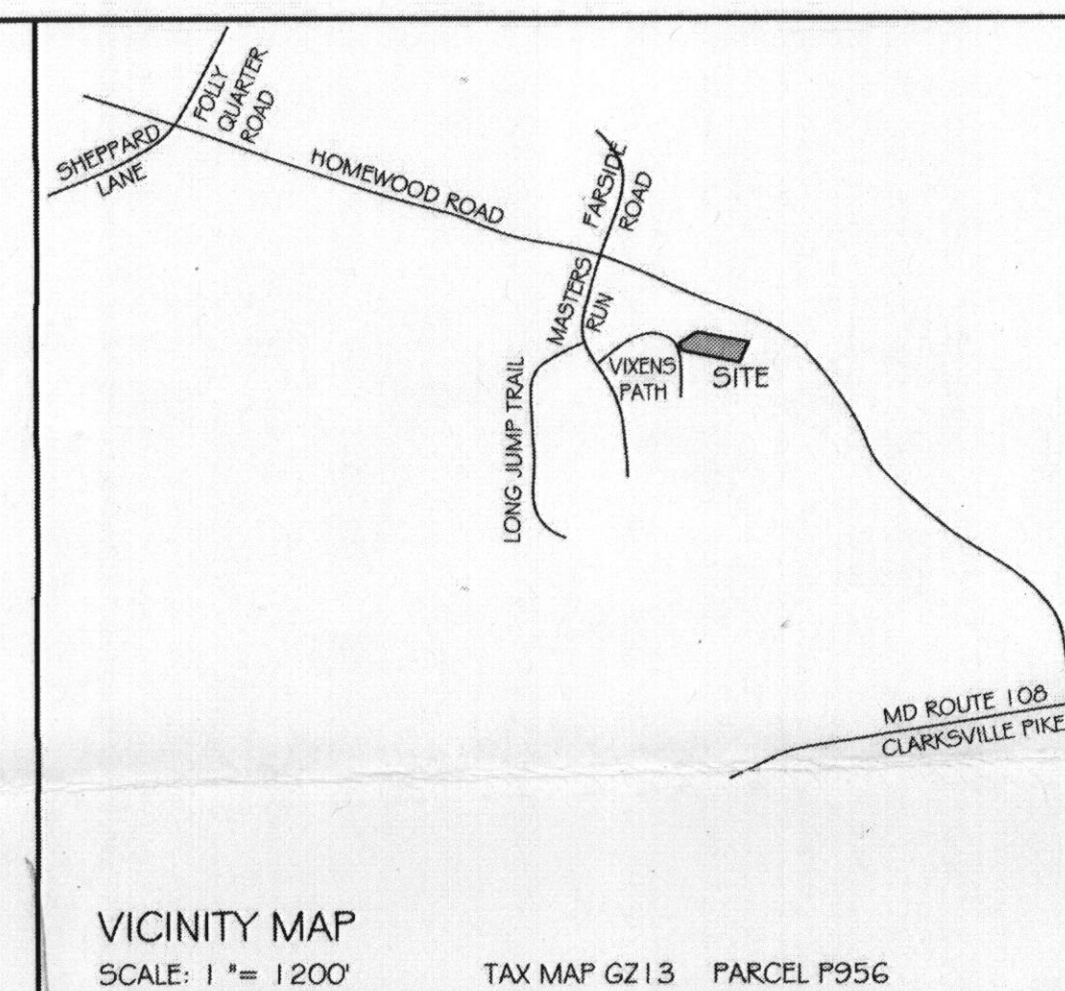 FOLLY
QUARTER
ROAD
SHEPPARD
LANE
HOMEWOOD ROAD
FARSIDE
ROAD
MASTERS
RUN
VIXENS
PATH
SITE
LONG JUMP TRAIL
MD ROUTE 108
CLARKSVILLE PIKE
VICINITY MAP
SCALE: 1 "= 1200'
TAX MAP GZ13 PARCEL P956